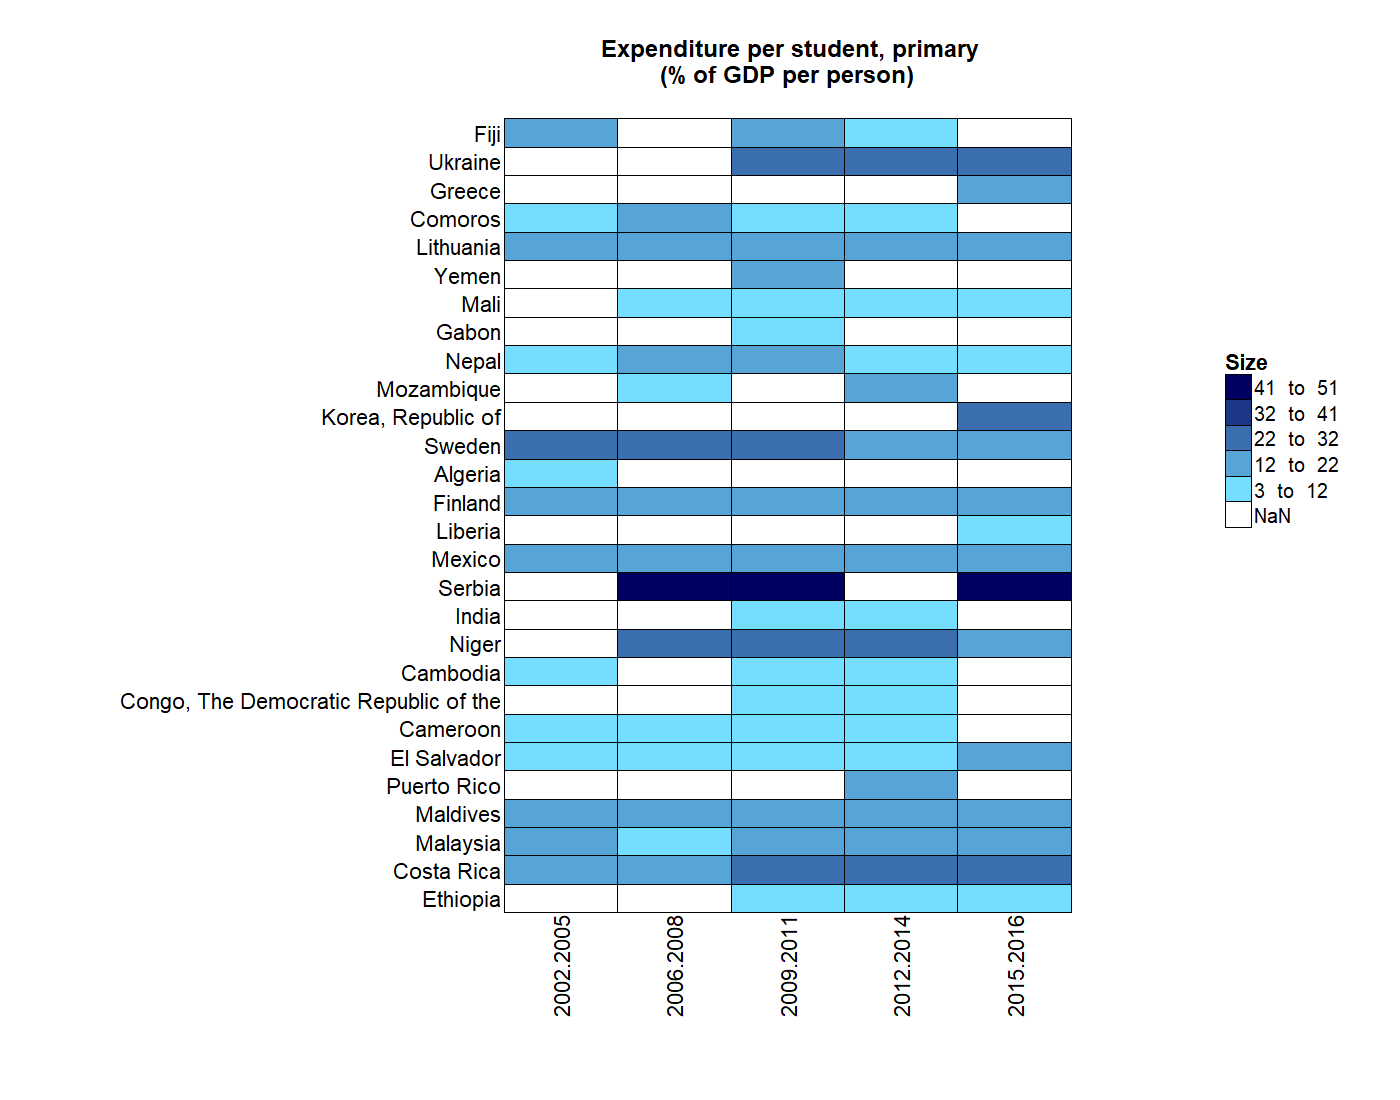 Expenditure per student, primary
(% of GDP per person)
Fiji
Ukraine
Greece
Comoros
Lithuania
Yemen
Mali
Gabon
Nepal
Mozambique
Korea, Republic of
Sweden
Algeria
Finland
Liberia
Mexico
Serbia
India
Niger
Cambodia
Congo, The Democratic Republic of the
Cameroon
El Salvador
Puerto Rico
Maldives
Malaysia
Costa Rica
Ethiopia
2002.2005
2006.2008
2009.2011
2012.2014
2015.2016
Size
41 to 51
32 to 41
22 to 32
12 to 22
3 to 12
NaN